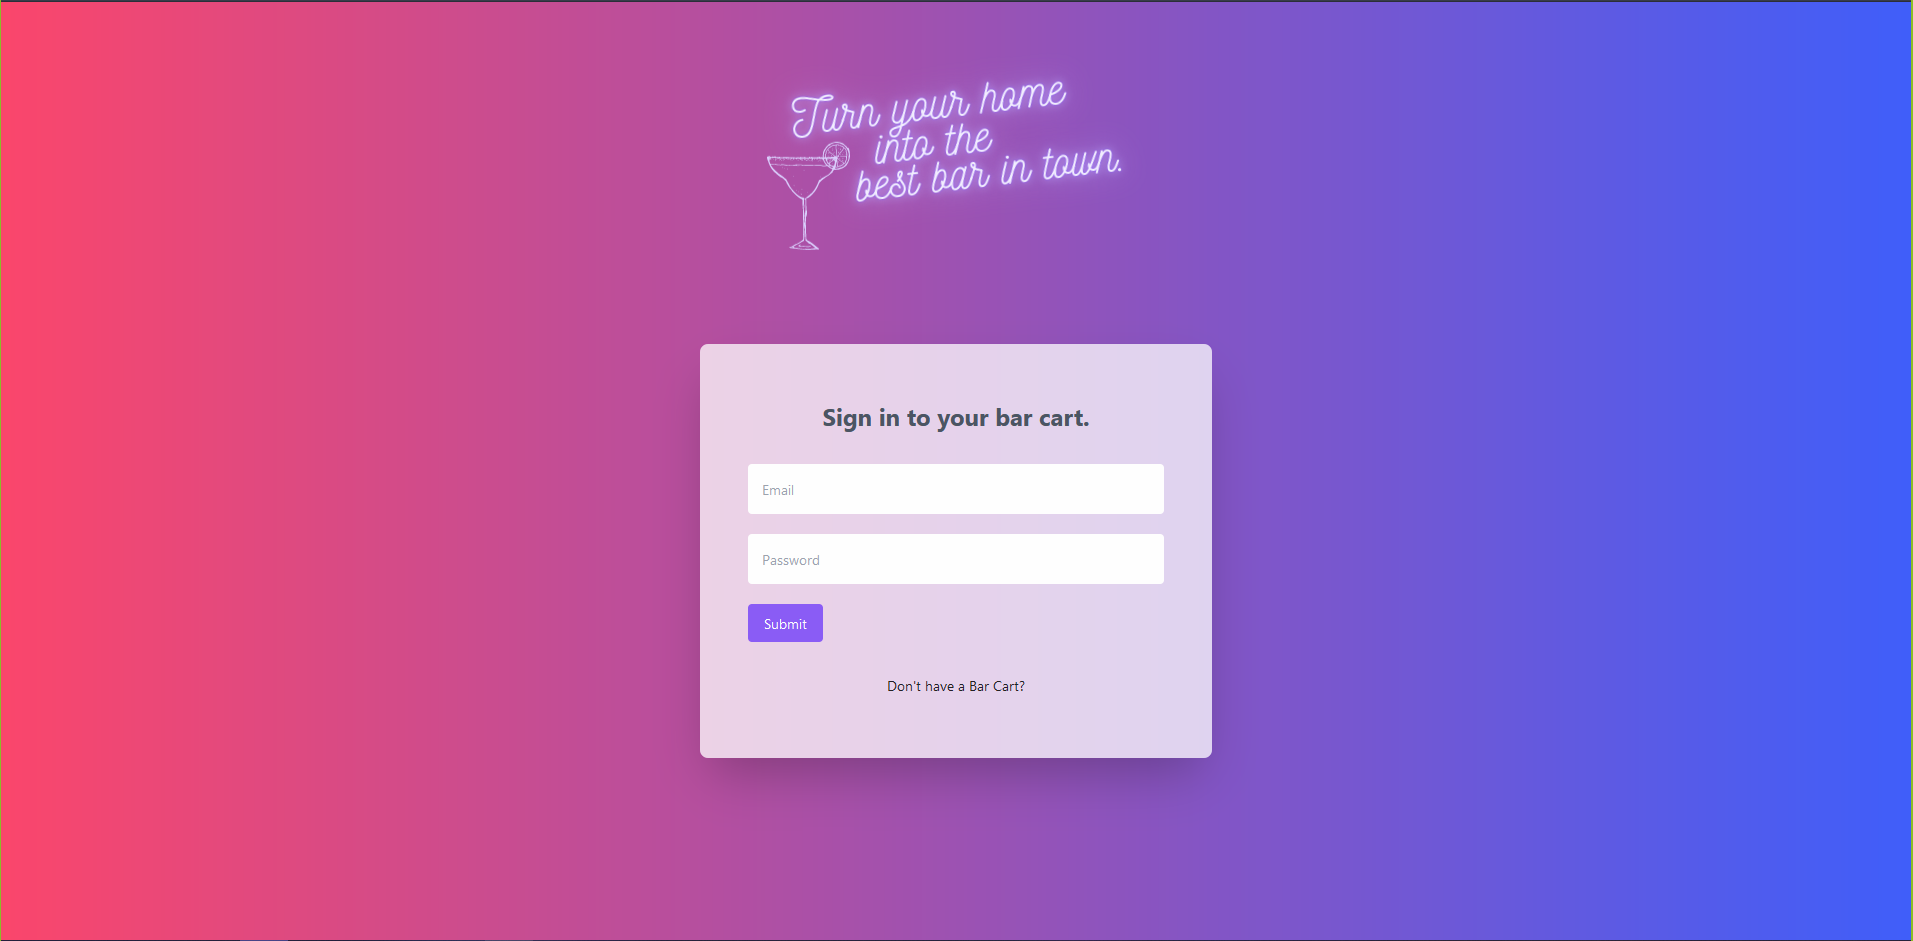 Turn your home
into the
best bar in town.
Sign in to your bar cart.
Email
Password
Submit
Don't have a Bar Cart?